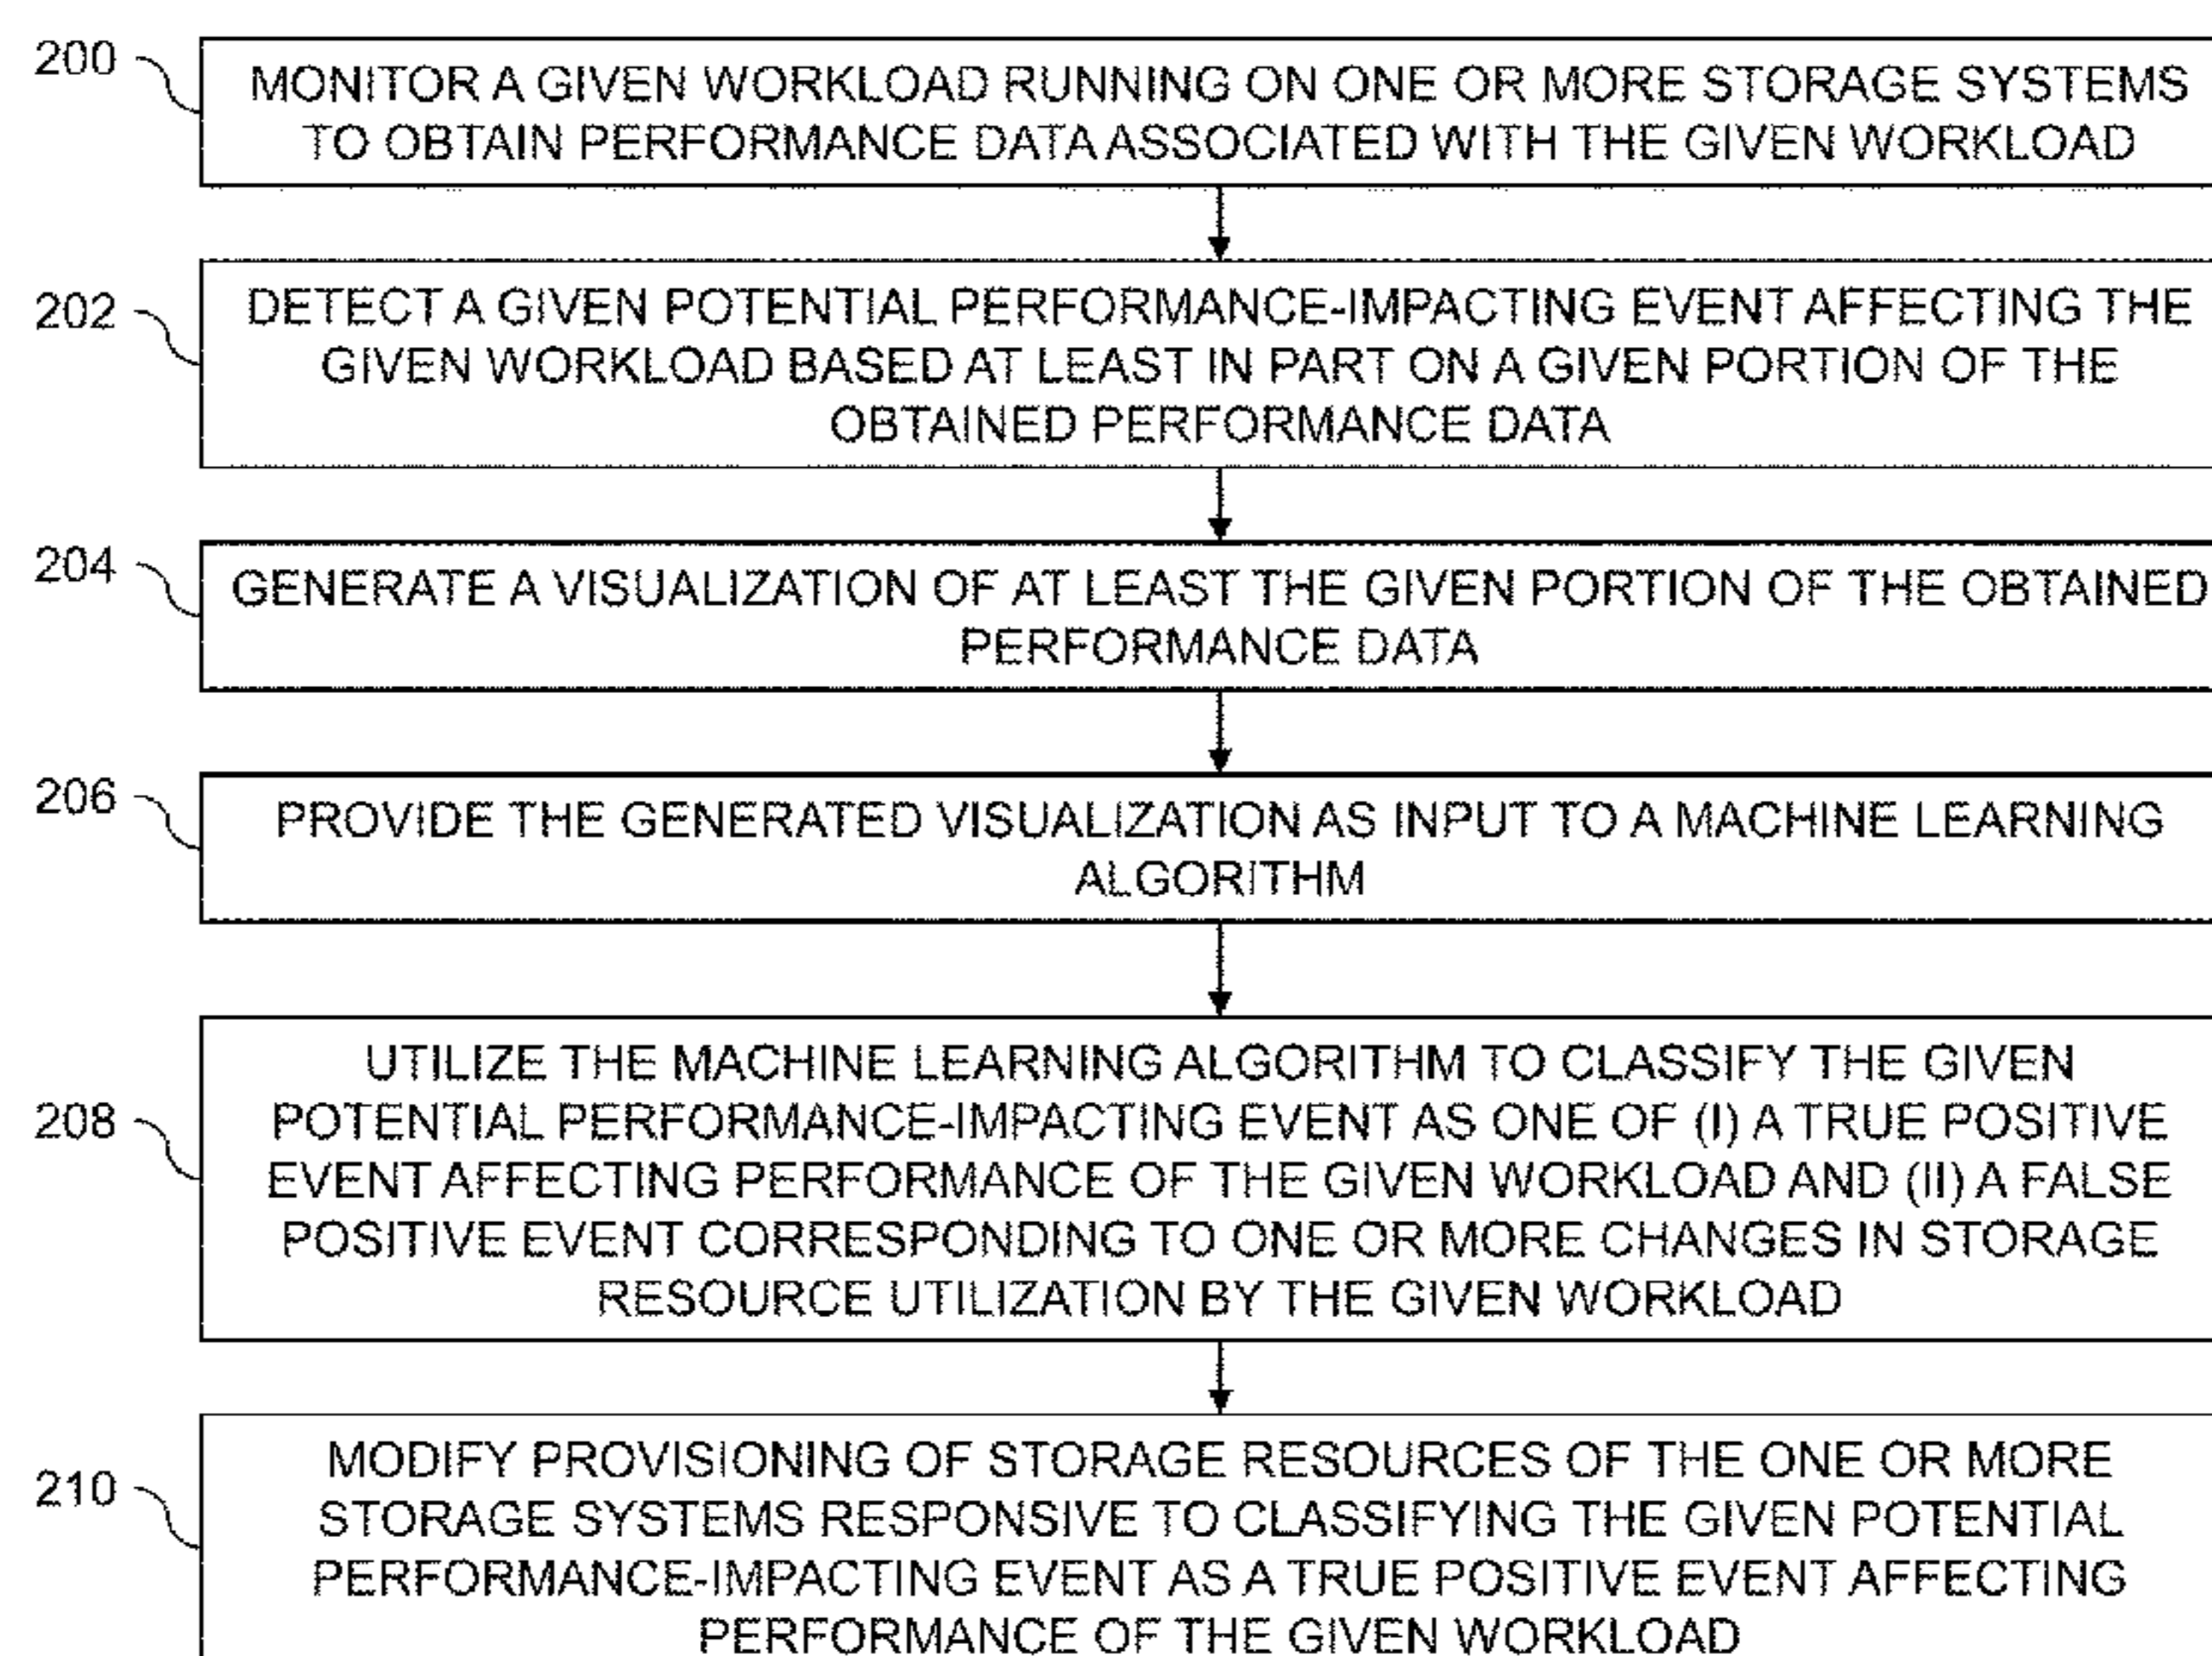 200
MONITOR A GIVEN WORKLOAD RUNNING ON ONE OR MORE STORAGE SYSTEMS
TO OBTAIN PERFORMANCE DATA ASSOCIATED WITH THE GIVEN WORKLOAD
202
DETECT A GIVEN POTENTIAL PERFORMANCE-IMPACTING EVENT AFFECTING THE
GIVEN WORKLOAD BASED AT LEAST IN PART ON A GIVEN PORTION OF THE
OBTAINED PERFORMANCE DATA
204
GENERATE A VISUALIZATION OF AT LEAST THE GIVEN PORTION OF THE OBTAINED
PERFORMANCE DATA
206
PROVIDE THE GENERATED VISUALIZATION AS INPUT TO A MACHINE LEARNING
ALGORITHM
208
UTILIZE THE MACHINE LEARNING ALGORITHM TO CLASSIFY THE GIVEN
POTENTIAL PERFORMANCE-IMPACTING EVENT AS ONE OF (I) A TRUE POSITIVE
EVENT AFFECTING PERFORMANCE OF THE GIVEN WORKLOAD AND (II) A FALSE
POSITIVE EVENT CORRESPONDING TO ONE OR MORE CHANGES IN STORAGE
RESOURCE UTILIZATION BY THE GIVEN WORKLOAD
210
MODIFY PROVISIONING OF STORAGE RESOURCES OF THE ONE OR MORE
STORAGE SYSTEMS RESPONSIVE TO CLASSIFYING THE GIVEN POTENTIAL
PERFORMANCE-IMPACTING EVENT AS A TRUE POSITIVE EVENT AFFECTING
PERFORMANCE OF THE GIVEN WORKLOAD